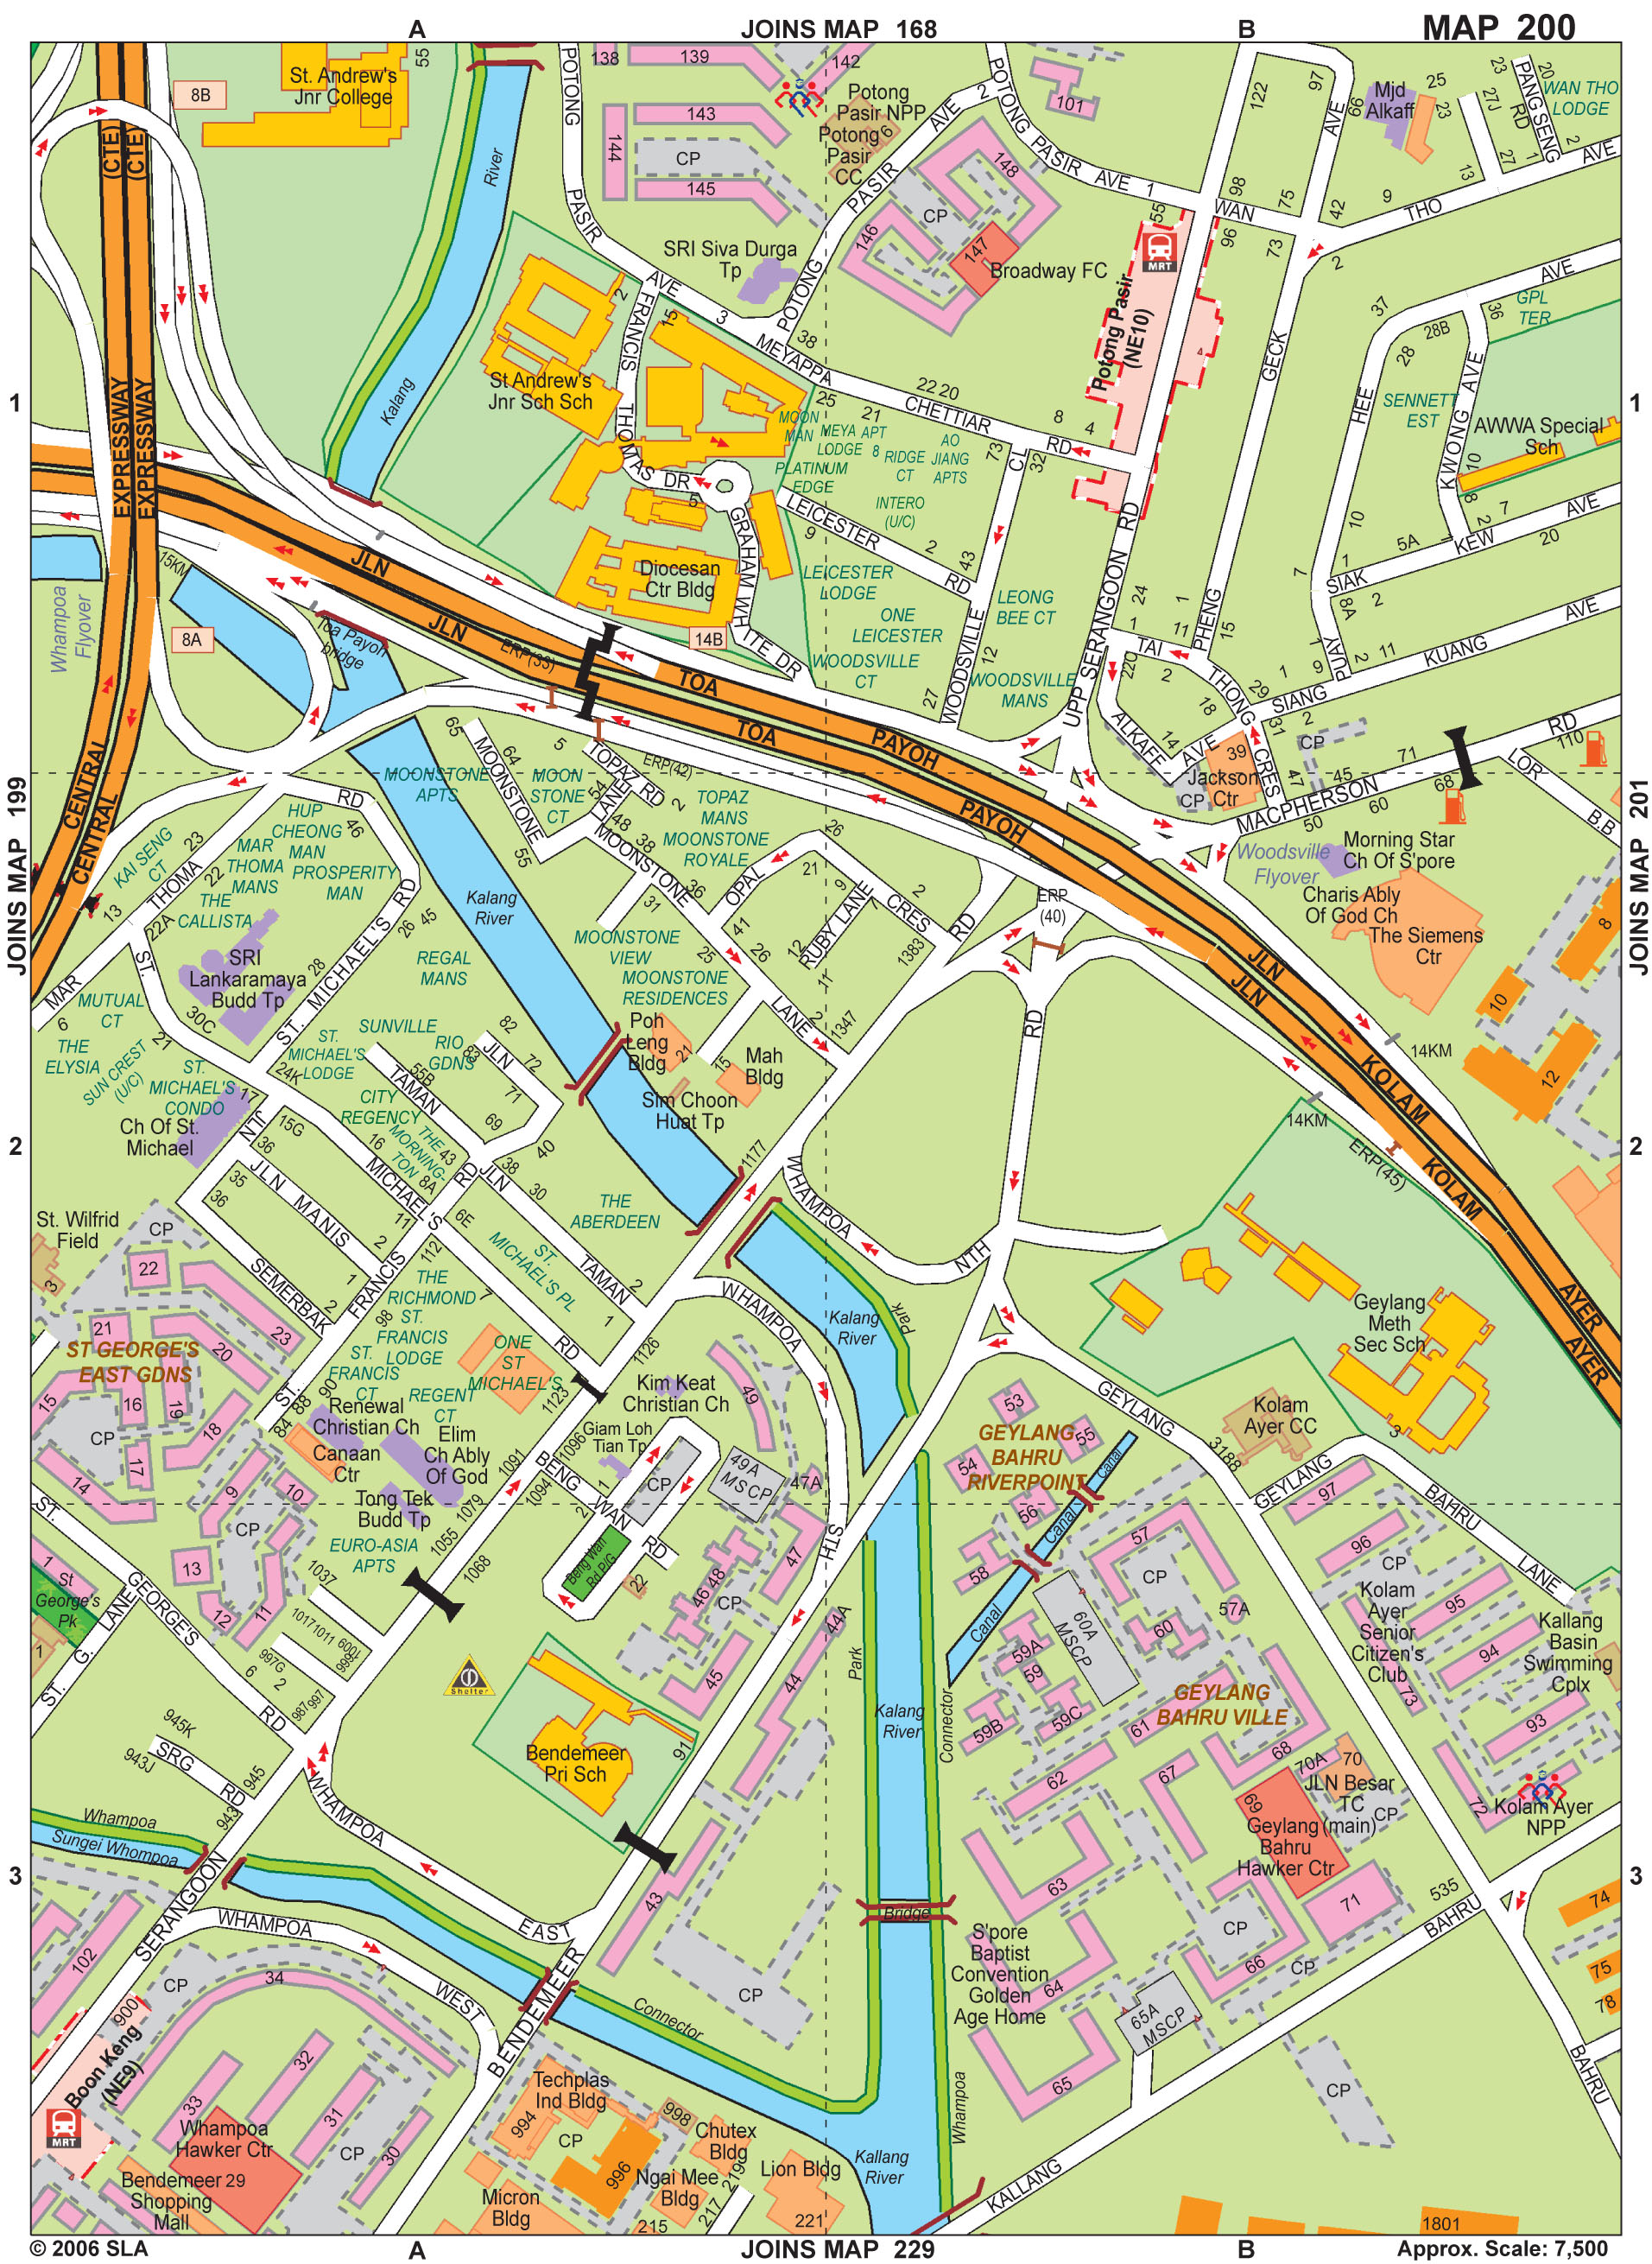 A
JOINS MAP 168
B
MAP 200
St. Andrew's
Jnr College
8B
55
(CTE)
(CTE)
River
POTONG
PASIR
AVE
3
138
139
142
143
144
CP
145
Potong
Pasir NPP
Potong
Pasir
CC
6
POTONG
PASIR
AVE
2
POTONG PASIR AVE 1
101
148
CP
146
147
Broadway FC
SRI Siva Durga
Tp
38
55
MRT
Potong Pasir
(NE10)
122
97
AVE
66
Mjd
Alkaff
25
23
23
20
PANG SENG
RD
WAN THO
LODGE
27J
27
1
2
13
9
WAN
THO
AVE
98
96
75
73
42
2
37
28B
28
36
AVE
GPL
TER
GECK
HEE
SENNETT
EST
KWONG AVE
AWWA Special
Sch
10
8
2
7
AVE
KEW
20
5A
10
1
7
SIAK
8A
2
1
PUAY
2
9
11
KUANG
AVE
SIANG
1
29
31
2
FRANCIS
THOMAS DR
2
15
St Andrew's
Jnr Sch Sch
MEYAPPA
CHETTIAR
RD
22 20
8
4
25
21
MOON
MAN
MEYA
LODGE
APT
8
RIDGE
CT
AO
JIANG
APTS
PLATINUM
EDGE
INTERO
(U/C)
73
CL
32
Kalang
1
1
EXPRESSWAY
EXPRESSWAY
5
GRAHAM WHITE DR
LEICESTER
RD
9
2
43
Diocesan
Ctr Bldg
LEICESTER
LODGE
ONE
LEICESTER
WOODSVILLE
CT
LEONG
BEE CT
WOODSVILLE
12
27
WOODSVILLE
MANS
UPP SERANGOON RD
24
1
TAI
THONG
CRES
11
1
PHENG
15
22C
2
18
14
ALKAFF
AVE
39
Jackson
Ctr
CP
CP
47
45
71
68
60
50
MACPHERSON
RD
110
LOR
B.B
Whampoa
Flyover
15KM
8A
JLN
JLN
Toa Payoh
bridge
ERP(33)
14B
TOA
TOA
PAYOH
PAYOH
CENTRAL
CENTRAL
65
64
5
MOONSTONE
MOONSTONE
APTS
MOON
STONE
CT
TOPAZ RD
54
LANE
48
2
ERP(42)
TOPAZ
MANS
MOONSTONE
ROYALE
38
55
MOONSTONE
36
31
25
41
26
LANE
OPAL
CRES
26
21
9
2
7
RUBY LANE
12
11
1383
1347
2
RD
ERP
(40)
Woodsville
Flyover
Morning Star
Ch Of S'pore
Charis Ably
Of God Ch
The Siemens
Ctr
8
10
12
JLN
JLN
14KM
14KM
KOLAM
KOLAM
ERP(45)
AYER
AYER
JOINS MAP 199
JOINS MAP 201
KAI SENG
CT
23
HUP
CHEONG
MAN
MAR
THOMA
MANS
PROSPERITY
MAN
46
RD
THOMA
22
THE
CALLISTA
22A
13
MAR
ST.
SRI
Lankaramaya
Budd Tp
28
26
45
ST. MICHAEL'S RD
REGAL
MANS
Kalang
River
MUTUAL
CT
6
THE
ELYSIA
SUN CREST
(U/C)
21
30C
ST.
MICHAEL'S
CONDO
17
24K
ST.
MICHAEL'S
LODGE
SUNVILLE
RIO
GDNS
82
83
72
71
69
JLN
55B
TAMAN
CITY
REGENCY
THE
MORNING-
TON
43
8A
40
38
30
JLN
TAMAN
MOONSTONE
VIEW
MOONSTONE
RESIDENCES
Poh
Leng
Bldg
21
15
Mah
Bldg
Sim Choon
Huat Tp
1177
THE
ABERDEEN
2
2
Ch Of St.
Michael
NTT
36
15G
16
MICHAEL'S
RD
35
36
JLN MANIS
SEMERBAK
11
2
1
2
112
6E
7
ST.
MICHAEL'S PL
2
1
RD
FRANCIS
ST.
98
THE
RICHMOND
ST.
FRANCIS
LODGE
ST.
FRANCIS
CT
REGENT
CT
ONE
ST
MICHAEL'S
1126
1123
St. Wilfrid
Field
3
CP
22
21
20
23
ST GEORGE'S
EAST GDNS
15
16
19
18
CP
17
14
84
88
90
Renewal
Christian Ch
Canaan
Ctr
Elim
Ch Ably
Of God
Tong Tek
Budd Tp
EURO-ASIA
APTS
1091
1079
1055
1068
1094
1096
1037
9
10
CP
13
12
11
Giam Loh
Tian Tp
Kim Keat
Christian Ch
BENG
WAN
RD
11
2
CP
Beng Wan
Rd P/G
22
49
49A
MSCP
47A
47
46
48
CP
45
44
44A
WHAMPOA
WHAMPOA
NTH
STH
RD
Kalang
River
Park
Park
Kalang
River
Connector
GEYLANG
BAHRU
RIVERPOINT
53
54
55
56
58
Canal
Canal
Canal
57
CP
57A
60A
MSCP
60
59A
59
59B
59C
61
62
GEYLANG
BAHRU VILLE
GEYLANG
3188
Kolam
Ayer CC
Geylang
Meth
Sec Sch
3
GEYLANG
BAHRU
LANE
97
96
CP
95
94
93
73
72
Kolam
Ayer
Senior
Citizen's
Club
Kallang
Basin
Swimming
Cplx
Kolam Ayer
NPP
67
68
70A
70
JLN Besar
TC
(main)
CP
69
Geylang
Bahru
Hawker Ctr
71
535
BAHRU
74
75
78
BAHRU
63
64
65
66
CP
CP
CP
65A
MSCP
KALLANG
S'pore
Baptist
Convention
Golden
Age Home
Bridge
Whampoa
Kallang
River
ST.
GEORGE'S
RD
1
St
George's
Pk
1
ST.
G.
LANE
6
2
1017
1011
600J
999J
997G
987
997
Shelter
Bendemeer
Pri Sch
91
945K
943J
SRG
RD
945
943
WHAMPOA
EAST
Whampoa
Sungei Whompoa
3
3
SERANGOON
WHAMPOA
WEST
BENDEMEER
43
CP
Connector
102
CP
34
900
Boon Keng
(NE9)
MRT
33
32
31
30
CP
Whampoa
Hawker Ctr
29
Bendemeer
Shopping
Mall
Techplas
Ind Bldg
994
CP
996
998
Chutex
Bldg
Ngai Mee
Bldg
219
217
215
Micron
Bldg
Lion Bldg
221
1801
© 2006 SLA
A
JOINS MAP 229
B
Approx. Scale: 7,500